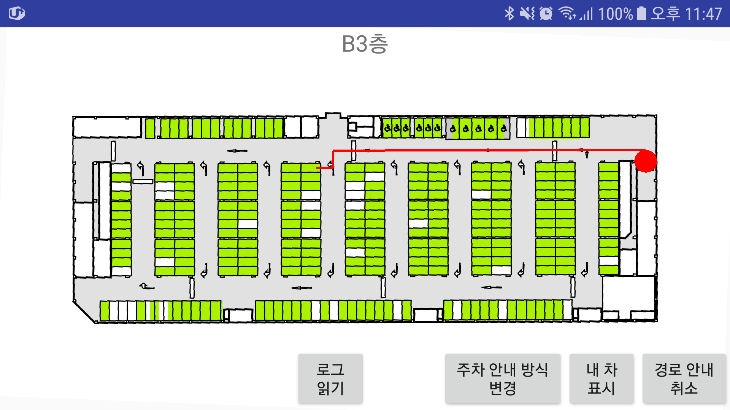 100% 오후 11:47
B3층
로그
읽기
주차 안내 방식
변경
내 차
표시
경로 안내
취소